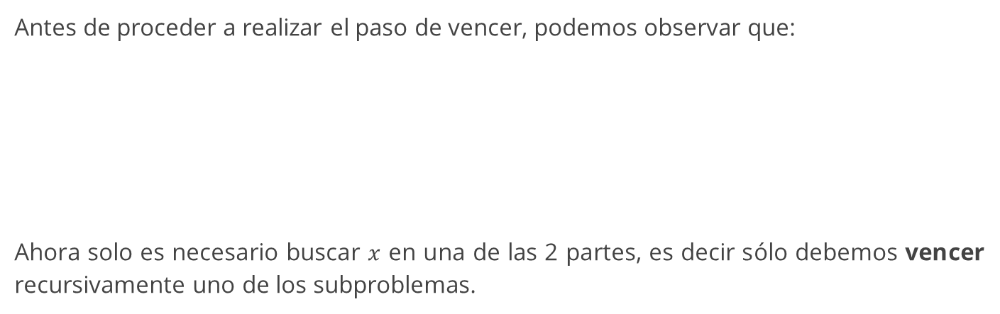 Antes de proceder a realizar el paso de vencer, podemos observar que:
Ahora solo es necesario buscar x en una de las 2 partes, es decir sólo debemos vencer
recursivamente uno de los subproblemas.